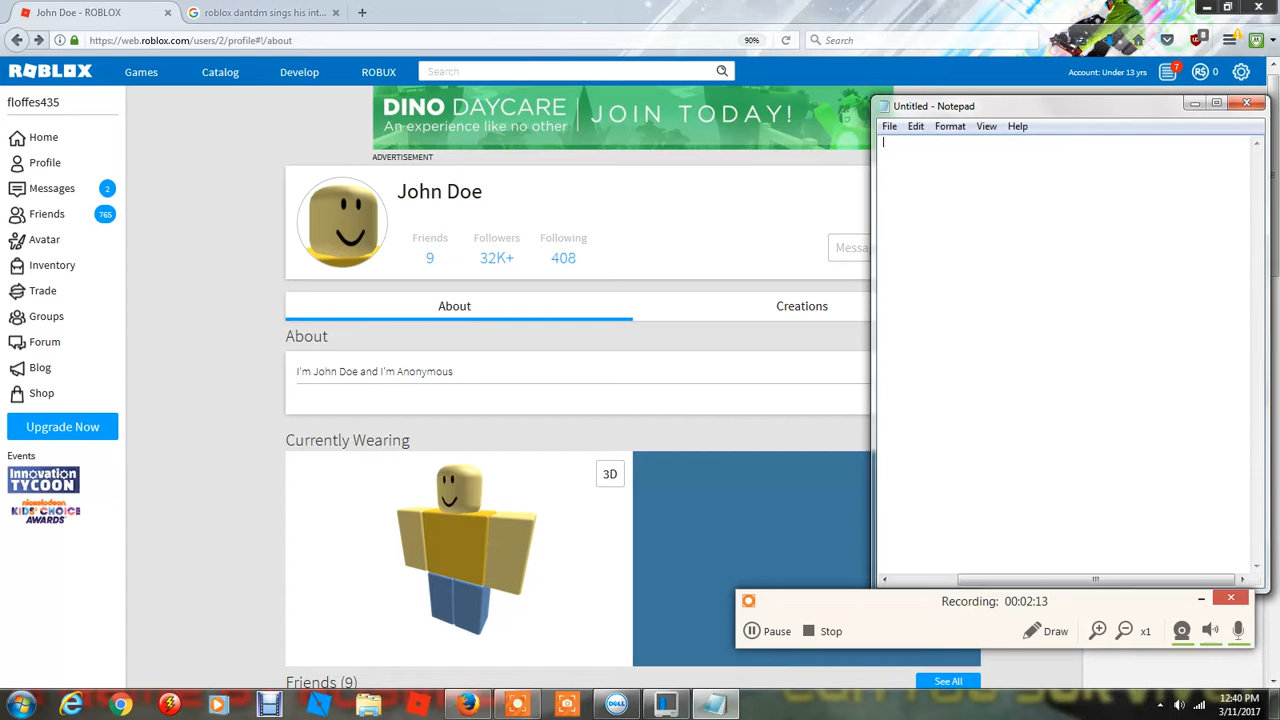 John Doe - ROBLOX
roblox dantdm sings his int...
https://web.roblox.com/users/2/profile#!/about
90%
Search
ROBLOX
Games
Catalog
Develop
ROBUX
Search
Account: Under 13 yrs
7
R$ 0
floffes435
Home
Profile
Messages 2
Friends 765
Avatar
Inventory
Trade
Groups
Forum
Blog
Shop
Upgrade Now
Events
INNOVATION
TYCOON
nickelodeon
KIDS' CHOICE
AWARDS
DINO DAYCARE
An experience like no other
JOIN TODAY!
ADVERTISEMENT
John Doe
Friends Followers Following
9 32K+ 408
Messa
About Creations
About
I'm John Doe and I'm Anonymous
Currently Wearing
3D
Friends (9)
See All
Untitled - Notepad
File Edit Format View Help
Recording: 00:02:13
Pause Stop
Draw
x1
DELL
12:40 PM
3/11/2017